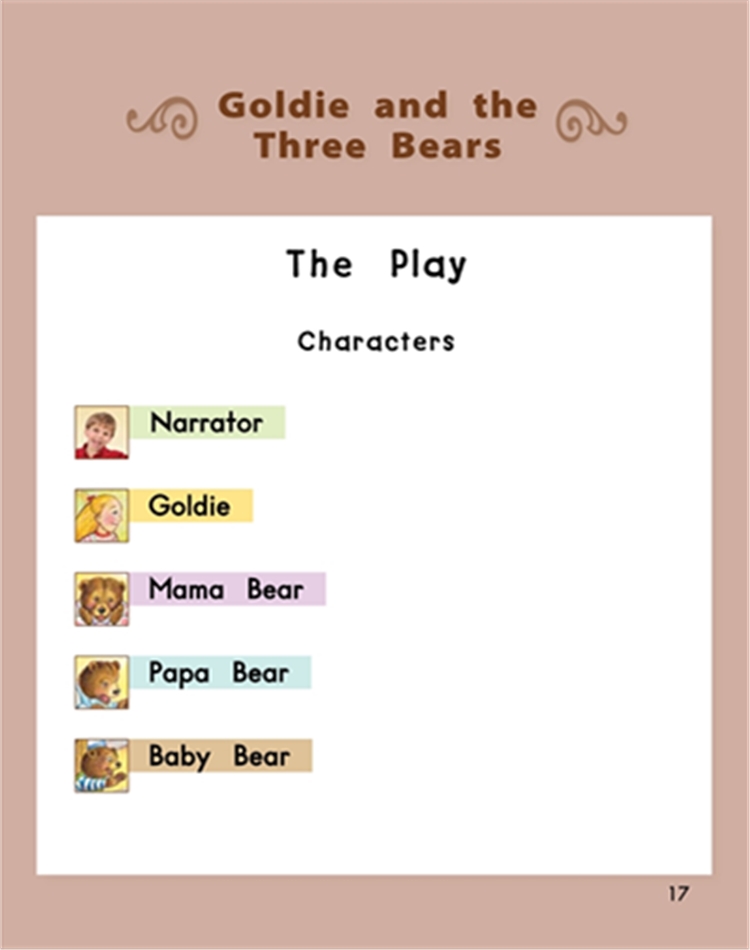 Goldie and the
Three Bears
The Play
Characters
Narrator
Goldie
Mama Bear
Papa Bear
Baby Bear
17